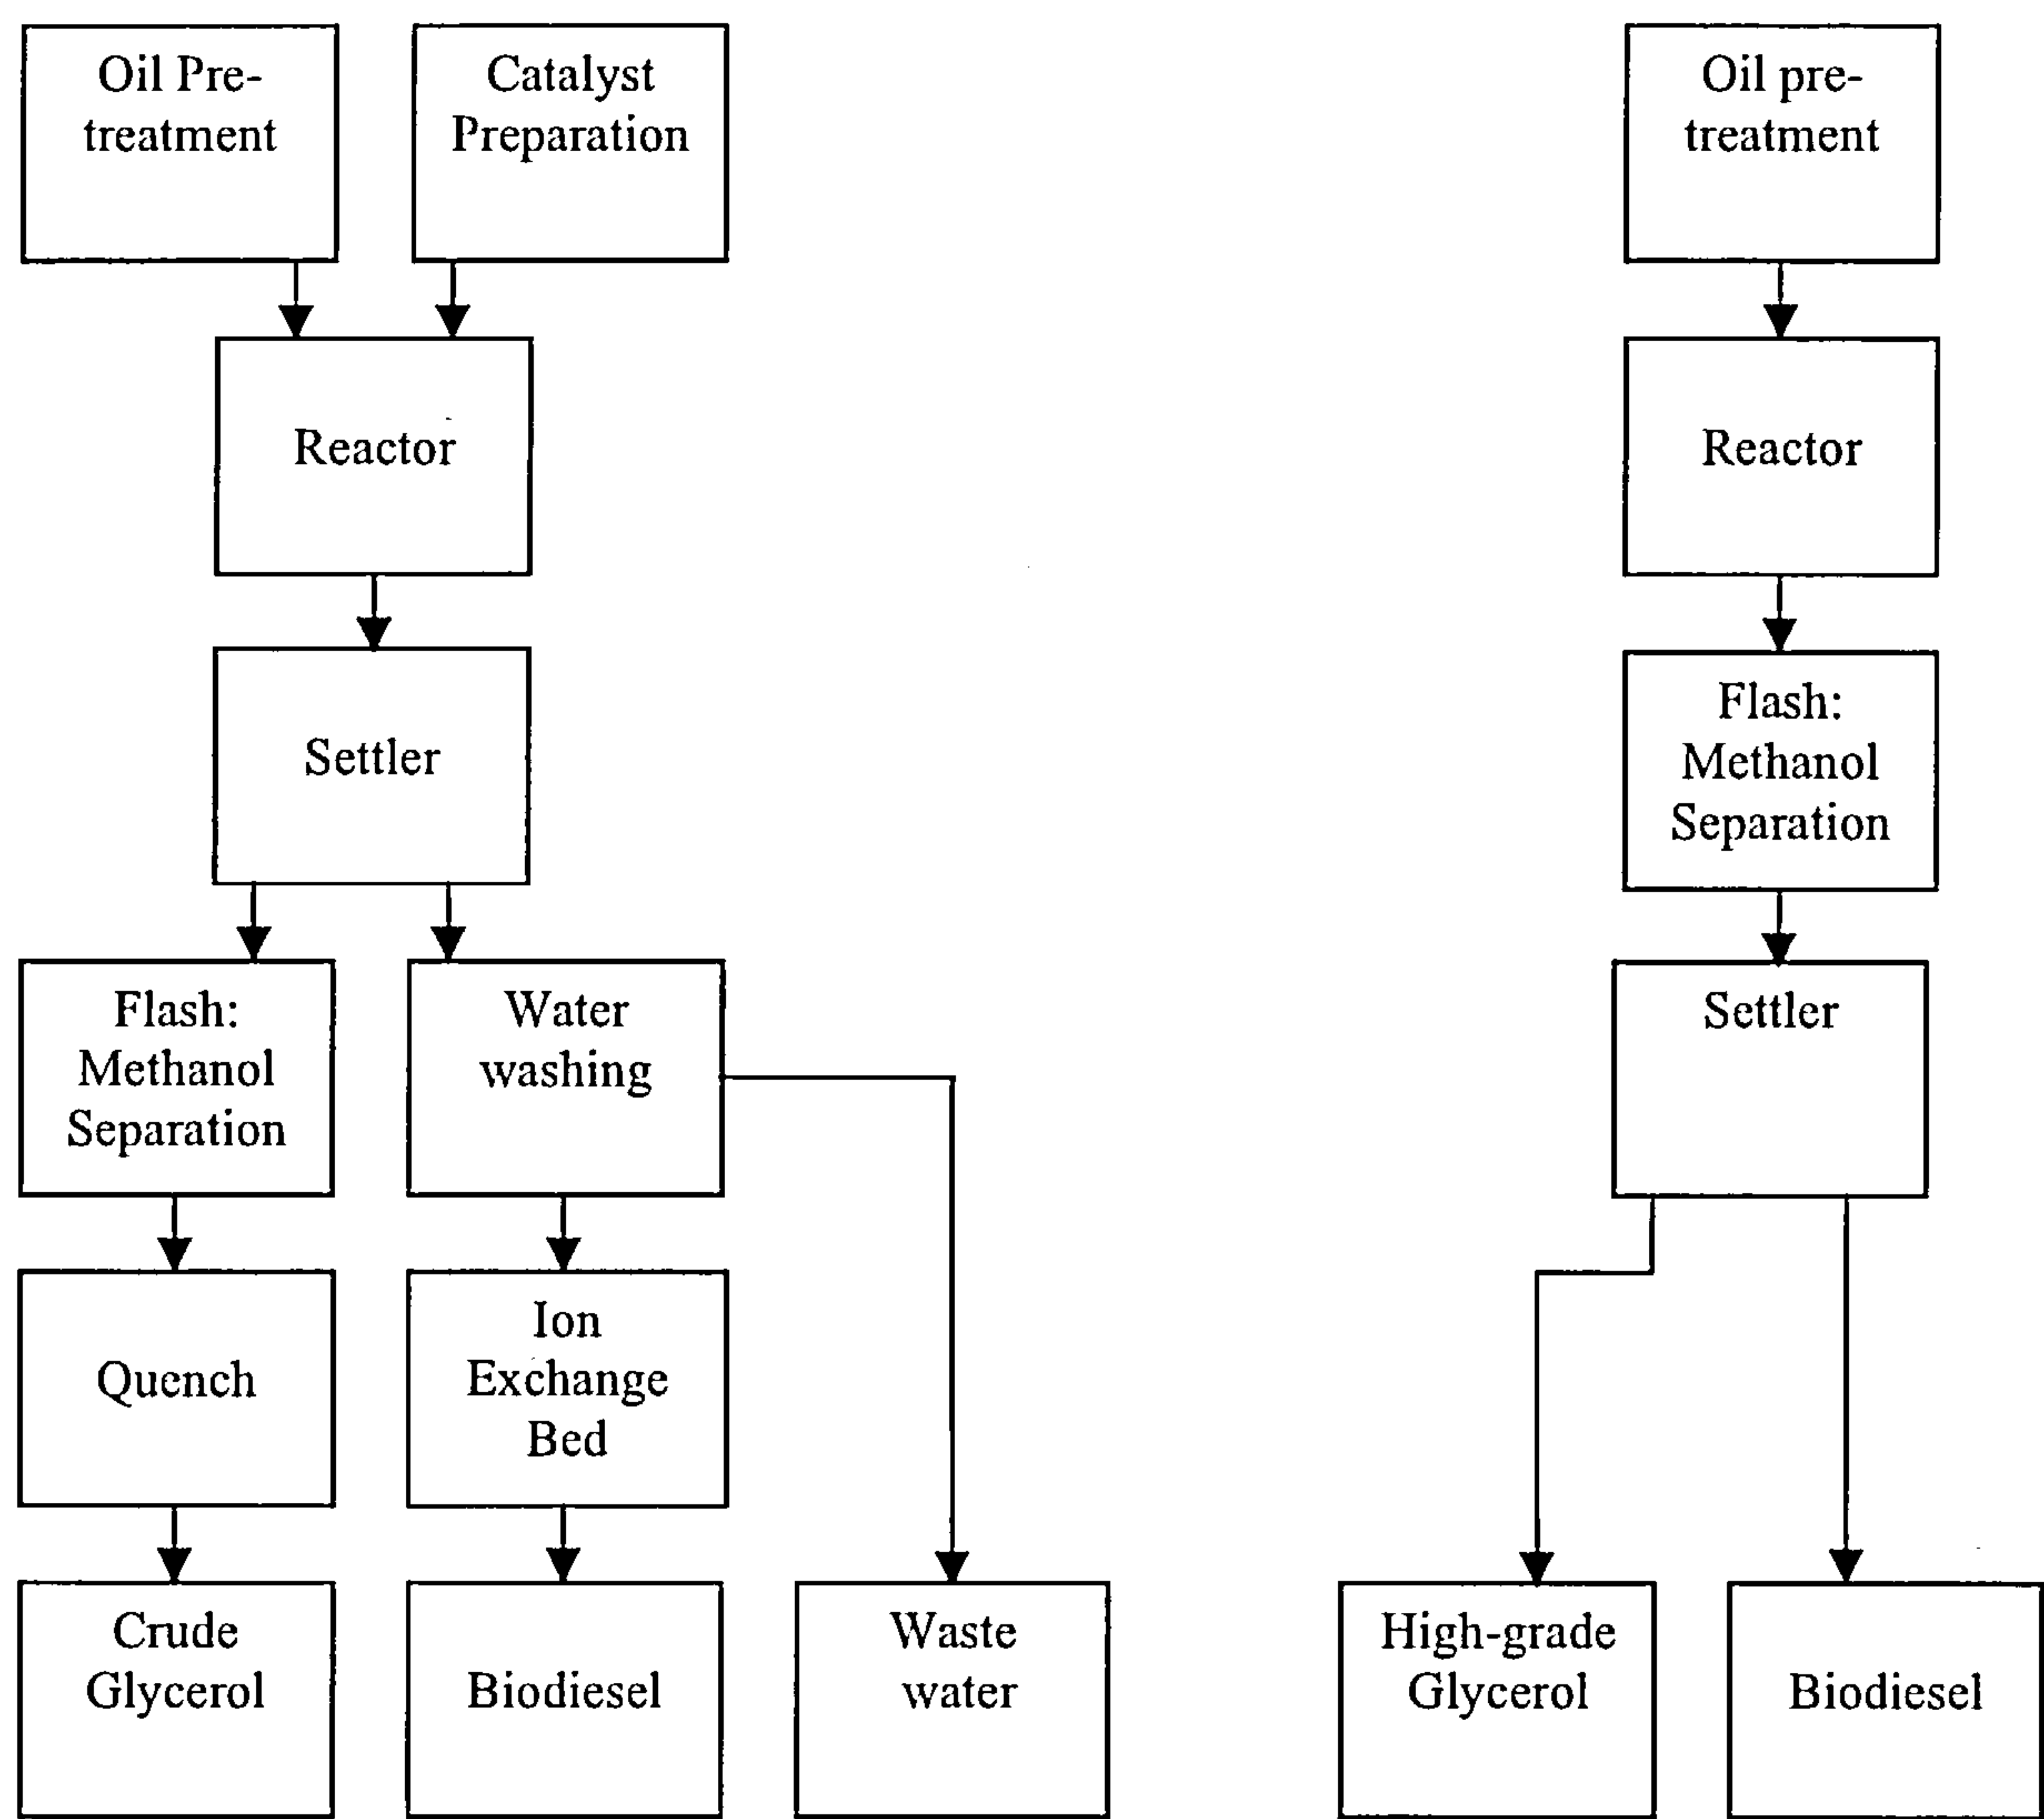 Oil Pre-
treatment
Catalyst
Preparation
Reactor
Settler
Flash:
Methanol
Separation
Water
washing
Quench
Ion
Exchange
Bed
Crude
Glycerol
Biodiesel
Waste
water
Oil pre-
treatment
Reactor
Flash:
Methanol
Separation
Settler
High-grade
Glycerol
Biodiesel